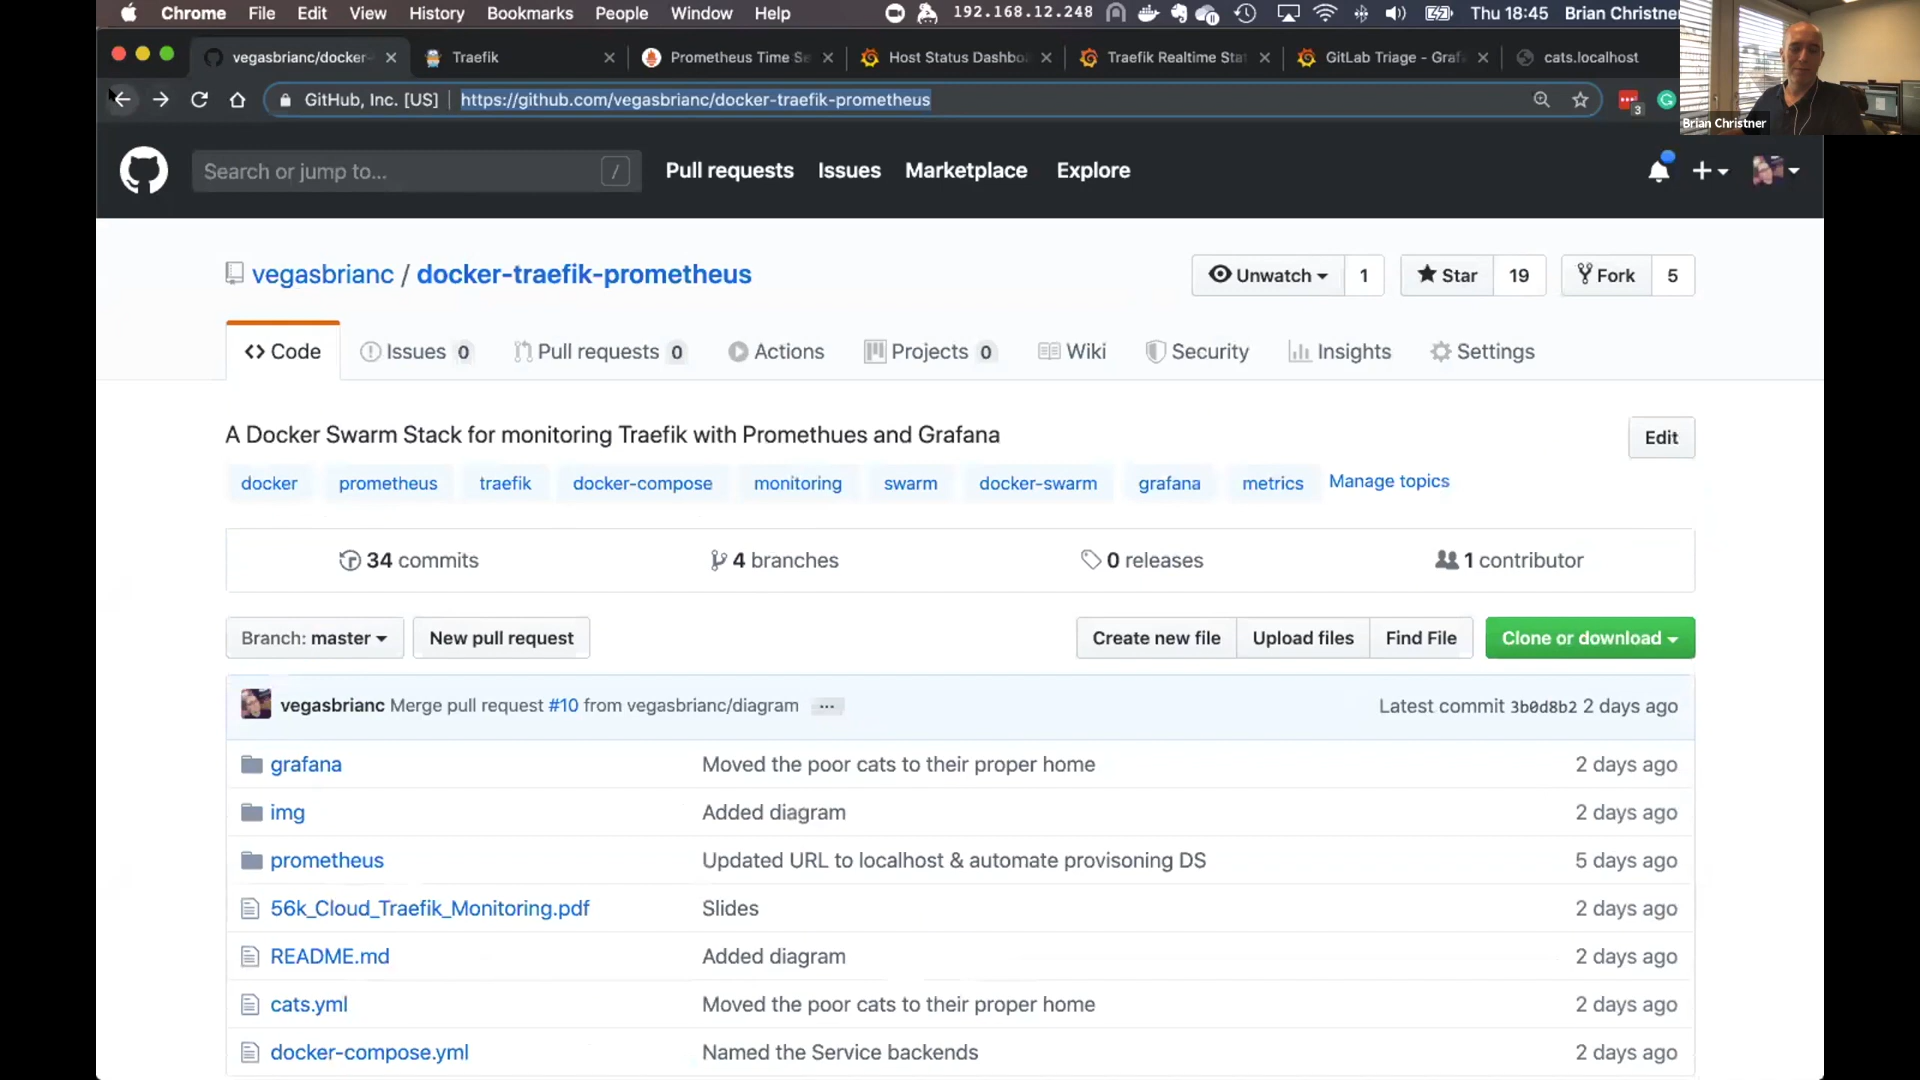 Chrome File Edit View History Bookmarks People Window Help 192.168.12.248 Thu 18:45 Brian Christner
vegasbrianc/docker- Traefik Prometheus Time Se Host Status Dashbo Traefik Realtime Stat GitLab Triage - Graf cats.localhost
GitHub, Inc. [US] https://github.com/vegasbrianc/docker-traefik-prometheus 3
Brian Christner
Search or jump to... / Pull requests Issues Marketplace Explore
vegasbrianc / docker-traefik-prometheus Unwatch 1 Star 19 Fork 5
Code Issues 0 Pull requests 0 Actions Projects 0 Wiki Security Insights Settings
A Docker Swarm Stack for monitoring Traefik with Promethues and Grafana Edit
docker prometheus traefik docker-compose monitoring swarm docker-swarm grafana metrics Manage topics
34 commits 4 branches 0 releases 1 contributor
Branch: master New pull request Create new file Upload files Find File Clone or download
vegasbrianc Merge pull request #10 from vegasbrianc/diagram ... Latest commit 3b0d8b2 2 days ago
grafana Moved the poor cats to their proper home 2 days ago
img Added diagram 2 days ago
prometheus Updated URL to localhost & automate provisoning DS 5 days ago
56k_Cloud_Traefik_Monitoring.pdf Slides 2 days ago
README.md Added diagram 2 days ago
cats.yml Moved the poor cats to their proper home 2 days ago
docker-compose.yml Named the Service backends 2 days ago